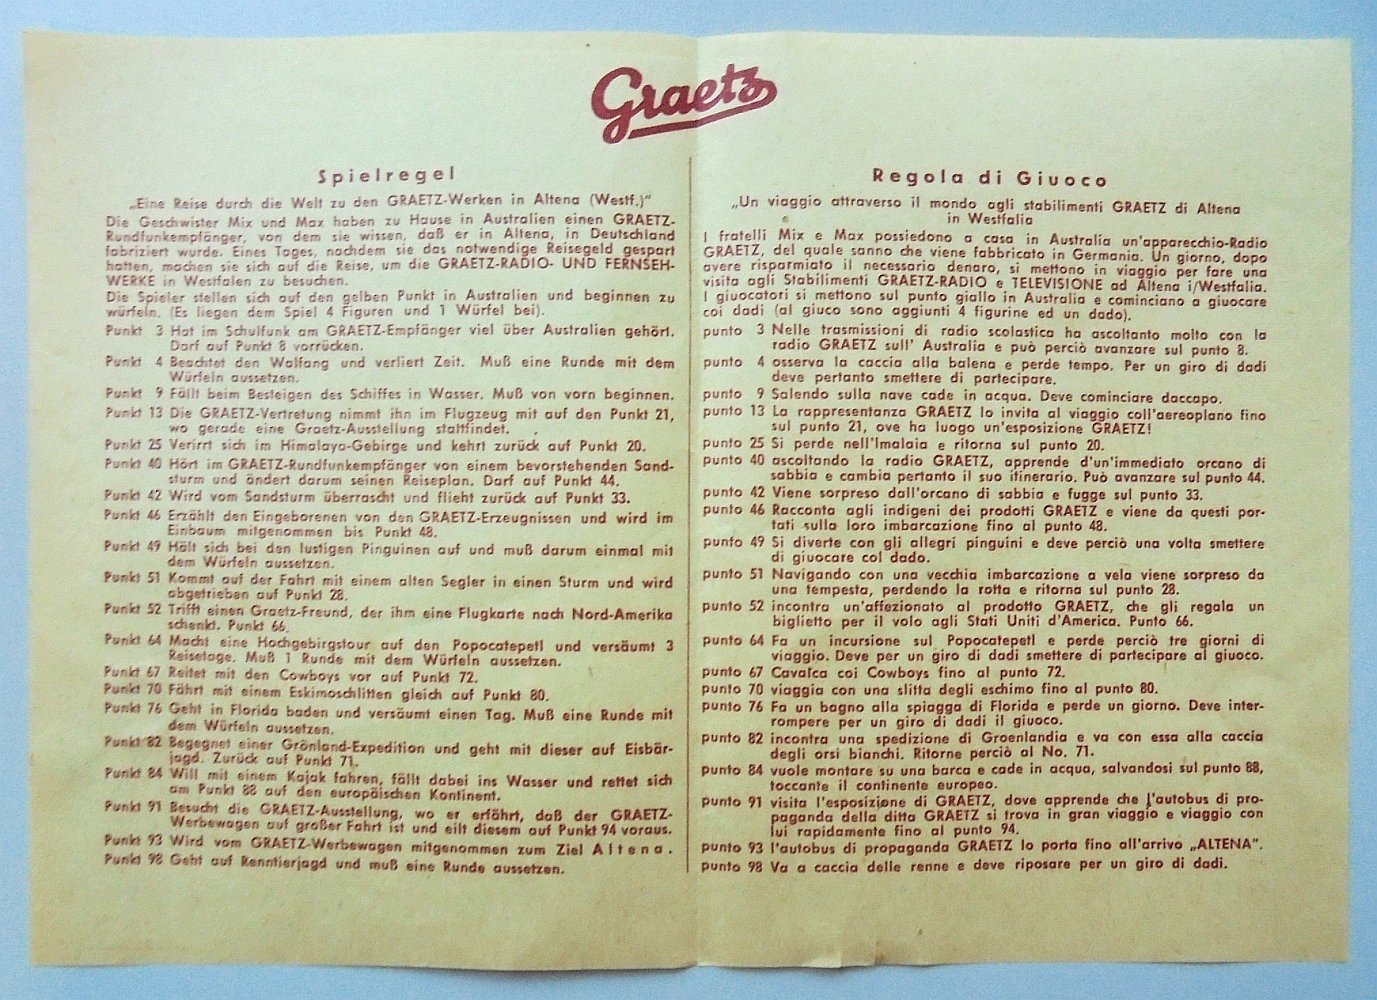 Graetz
Spielregel
„Eine Reise durch die Welt zu den GRAETZ-Werken in Altena (Westf.)”
Die Geschwister Mix und Max haben zu Hause in Australien einen GRAETZ-
Rundfunkempfänger, von dem sie wissen, daß er in Altena, in Deutschland
fabriziert wurde. Eines Tages, nachdem sie das notwendige Reisegeld gespart
hatten, machen sie sich auf die Reise, um die GRAETZ-RADIO- UND FERNSEH-
WERKE in Westfalen zu besuchen.
Die Spieler stellen sich auf den gelben Punkt in Australien und beginnen zu
würfeln. (Es liegen dem Spiel 4 Figuren und 1 Würfel bei).
Punkt 3 Hat im Schulfunk am GRAETZ-Empfänger viel über Australien gehört.
Darf auf Punkt 8 vorrücken.
Punkt 4 Beachtet den Walfang und verliert Zeit. Muß eine Runde mit dem
Würfeln aussetzen.
Punkt 9 Fällt beim Besteigen des Schiffes in Wasser. Muß von vorn beginnen.
Punkt 13 Die GRAETZ-Vertretung nimmt ihn im Flugzeug mit auf den Punkt 21,
wo gerade eine Graetz-Ausstellung stattfindet.
Punkt 25 Verirrt sich im Himalaya-Gebirge und kehrt zurück auf Punkt 20.
Punkt 40 Hört im GRAETZ-Rundfunkempfänger von einem bevorstehenden Sand-
sturm und ändert darum seinen Reiseplan. Darf auf Punkt 44.
Punkt 42 Wird vom Sandsturm überrascht und flieht zurück auf Punkt 33.
Punkt 46 Erzählt den Eingeborenen von den GRAETZ-Erzeugnissen und wird im
Einbaum mitgenommen bis Punkt 48.
Punkt 49 Hält sich bei den lustigen Pinguinen auf und muß darum einmal mit
dem Würfeln aussetzen.
Punkt 51 Kommt auf der Fahrt mit einem alten Segler in einen Sturm und wird
abgetrieben auf Punkt 28.
Punkt 52 Trifft einen Graetz-Freund, der ihm eine Flugkarte nach Nord-Amerika
schenkt. Punkt 66.
Punkt 64 Macht eine Hochgebirgstour auf den Popocatepetl und versäumt 3
Reisetage. Muß 1 Runde mit dem Würfeln aussetzen.
Punkt 67 Reitet mit den Cowboys vor auf Punkt 72.
Punkt 70 Fährt mit einem Eskimoschlitten gleich auf Punkt 80.
Punkt 76 Geht in Florida baden und versäumt einen Tag. Muß eine Runde mit
dem Würfeln aussetzen.
Punkt 82 Begegnet einer Grönland-Expedition und geht mit dieser auf Eisbär-
jagd. Zurück auf Punkt 71.
Punkt 84 Will mit einem Kajak fahren, fällt dabei ins Wasser und rettet sich
am Punkt 88 auf den europäischen Kontinent.
Punkt 91 Besucht die GRAETZ-Ausstellung, wo er erfährt, daß der GRAETZ-
Werbewagen auf großer Fahrt ist und eilt diesem auf Punkt 94 voraus.
Punkt 93 Wird vom GRAETZ-Werbewagen mitgenommen zum Ziel Altena.
Punkt 98 Geht auf Renntierjagd und muß eine Runde aussetzen.
Regola di Giuoco
„Un viaggio attraverso il mondo agli stabilimenti GRAETZ di Altena
in Westfalia
I fratelli Mix e Max possiedono a casa in Australia un'apparecchio-Radio
GRAETZ, del quale sanno che viene fabbricato in Germania. Un giorno, dopo
avere risparmiato il necessario denaro, si mettono in viaggio per fare una
visita agli Stabilimenti GRAETZ-RADIO e TELEVISIONE ad Altena i/Westfalia.
I giuocatori si mettono sul punto giallo in Australia e cominciano a giuocare
coi dadi (al giuco sono aggiunti 4 figurine ed un dado).
punto 3 Nelle trasmissioni di radio scolastica ha ascoltanto molto con la
radio GRAETZ sull' Australia e può perciò avanzare sul punto 8.
punto 4 osserva la caccia alla balena e perde tempo. Per un giro di dadi
deve pertanto smettere di partecipare.
punto 9 Salendo sulla nave cade in acqua. Deve cominciare daccapo.
punto 13 La rappresentanza GRAETZ lo invita al viaggio coll'aereoplano fino
sul punto 21, ove ha luogo un'esposizione GRAETZ!
punto 25 Si perde nell'Imalaia e ritorna sul punto 20.
punto 40 ascoltando la radio GRAETZ, apprende d'un'immediato orcano di
sabbia e cambia pertanto il suo itinerario. Può avanzare sul punto 44.
punto 42 Viene sorpreso dall'orcano di sabbia e fugge sul punto 33.
punto 46 Racconta agli indigeni dei prodotti GRAETZ e viene da questi por-
tati sulla loro imbarcazione fino al punto 48.
punto 49 Si diverte con gli allegri pinguini e deve perciò una volta smettere
di giuocare col dado.
punto 51 Navigando con una vecchia imbarcazione a vela viene sorpreso da
una tempesta, perdendo la rotta e ritorna sul punto 28.
punto 52 incontra un'affezionato al prodotto GRAETZ, che gli regala un
biglietto per il volo agli Stati Uniti d'America. Punto 66.
punto 64 Fa un incursione sul Popocatepetl e perde perciò tre giorni di
viaggio. Deve per un giro di dadi smettere di partecipare al giuoco.
punto 67 Cavalca coi Cowboys fino al punto 72.
punto 70 viaggia con una slitta degli eschimo fino al punto 80.
punto 76 Fa un bagno alla spiagga di Florida e perde un giorno. Deve inter-
rompere per un giro di dadi il giuoco.
punto 82 incontra una spedizione di Groenlandia e va con essa alla caccia
degli orsi bianchi. Ritorne perciò al No. 71.
punto 84 vuole montare su una barca e cade in acqua, salvandosi sul punto 88,
toccante il continente europeo.
punto 91 visita l'esposizione di GRAETZ, dove apprende che l'autobus di pro-
paganda della ditta GRAETZ si trova in gran viaggio e viaggio con
lui rapidamente fino al punto 94.
punto 93 l'autobus di propaganda GRAETZ lo porta fino all'arrivo „ALTENA”.
punto 98 Va a caccia delle renne e deve riposare per un giro di dadi.